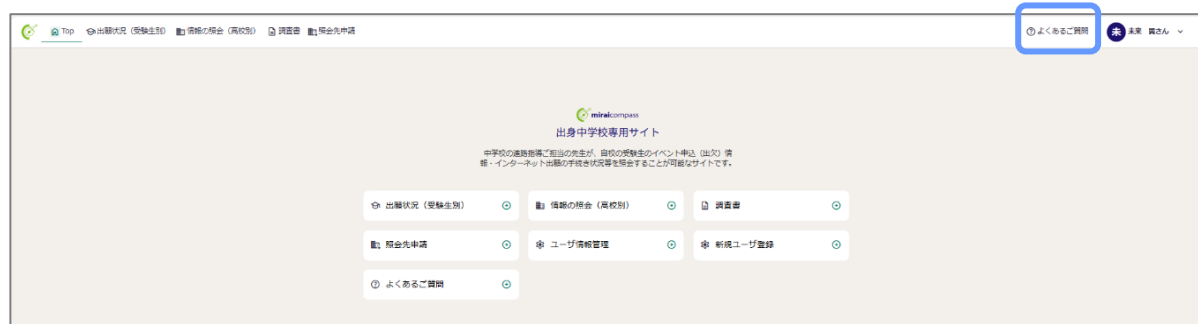 Top 出願状況（受験生別） 情報の照会（高校別） 調査書 照会先申請 よくあるご質問 未 未来 賢さん
miraicompass
出身中学校専用サイト
中学校の進路指導ご担当の先生が、自校の受験生のイベント申込（出欠）情
報・インターネット出願の手続き状況等を照会することが可能なサイトです。
出願状況（受験生別） 情報の照会（高校別） 調査書
照会先申請 ユーザ情報管理 新規ユーザ登録
よくあるご質問